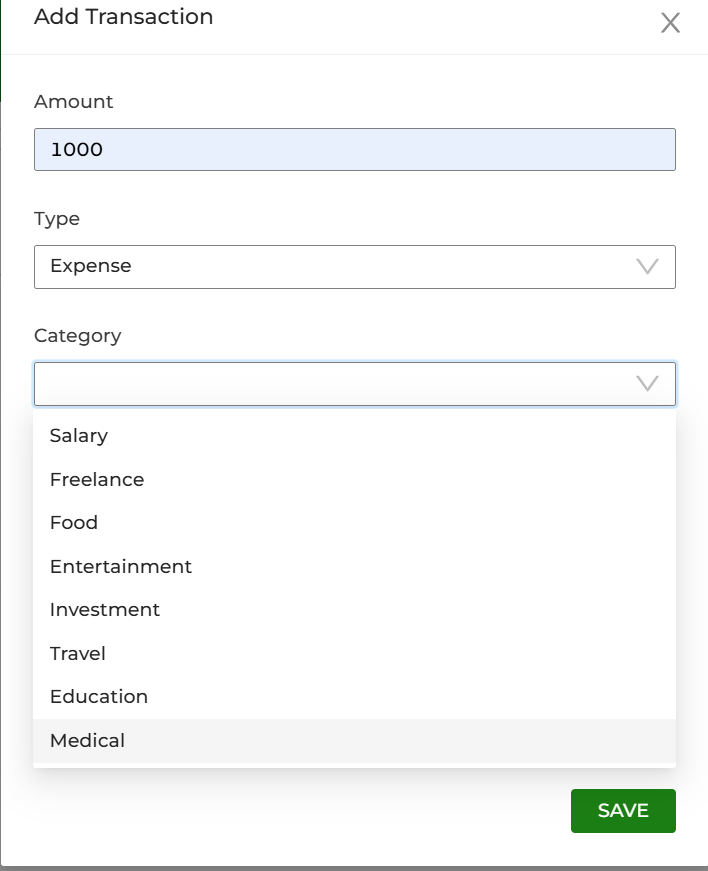 Add Transaction
Amount
1000
Type
Expense
Category
Salary
Freelance
Food
Entertainment
Investment
Travel
Education
Medical
SAVE